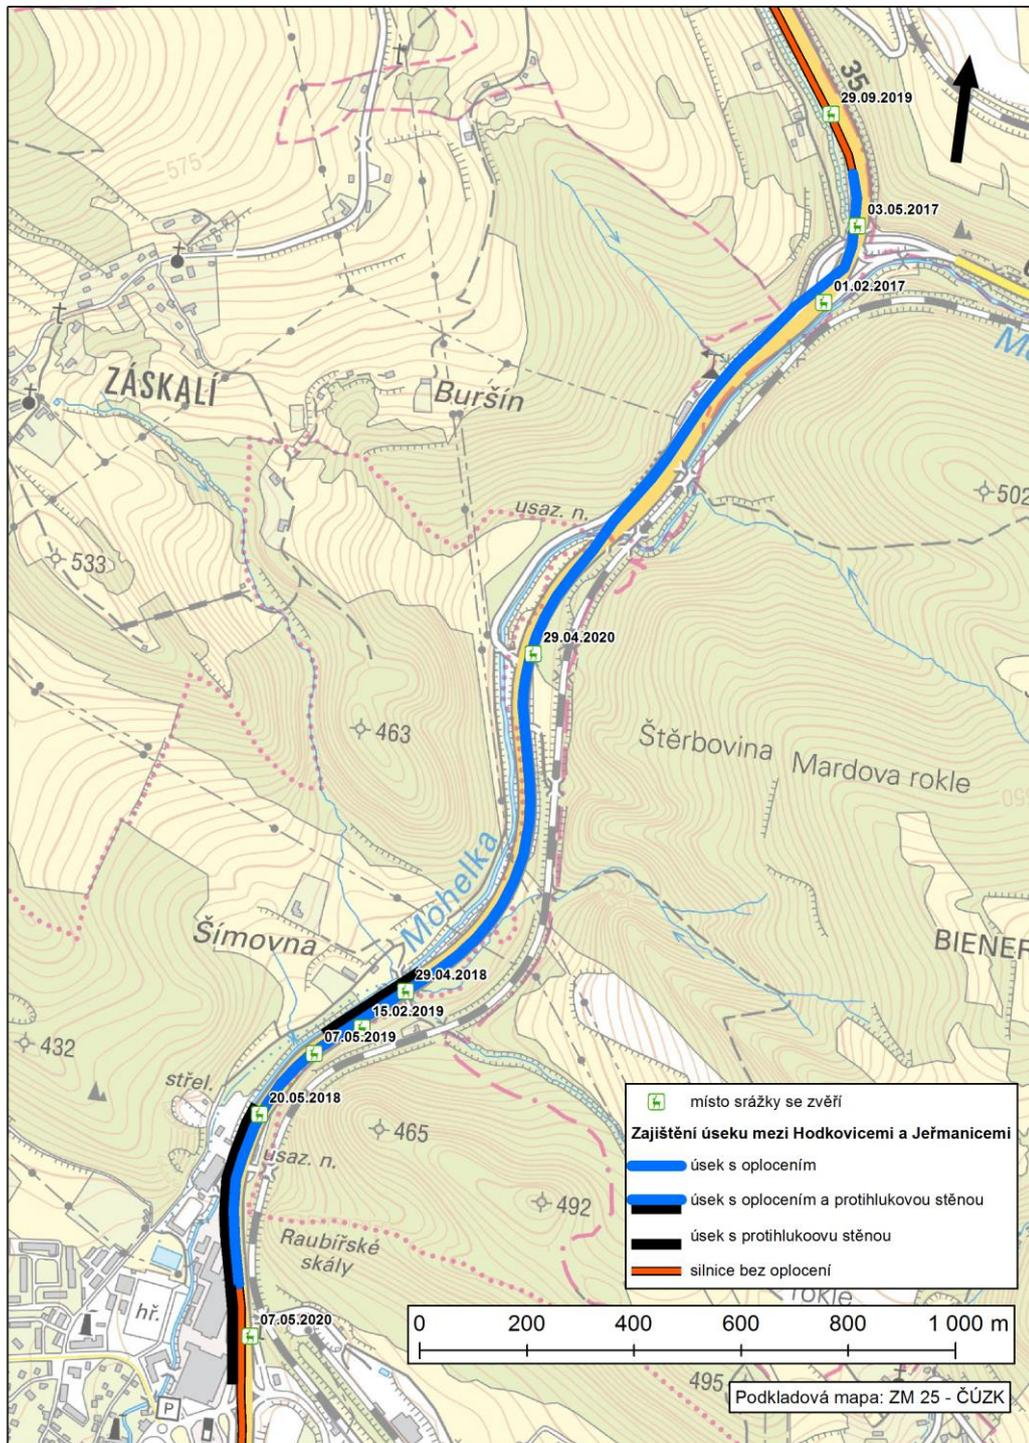 35
29.09.2019
575
03.05.2017
01.02.2017
ZÁSKALÍ
Buršín
502
usaz. n.
533
29.04.2020
463
Štěrbovina Mardova rokle
Mohelka
Šímovna
BIENER
29.04.2018
15.02.2019
07.05.2019
432
střel.
20.05.2018
465
usaz. n.
492
Raubířské
skály
hř.
07.05.2020
P
místo srážky se zvěří
Zajištění úseku mezi Hodkovicemi a Jeřmanicemi
úsek s oplocením
úsek s oplocením a protihlukovou stěnou
úsek s protihlukoovu stěnou
silnice bez oplocení
rokle
0 200 400 600 800 1 000 m
495
Podkladová mapa: ZM 25 - ČÚZK